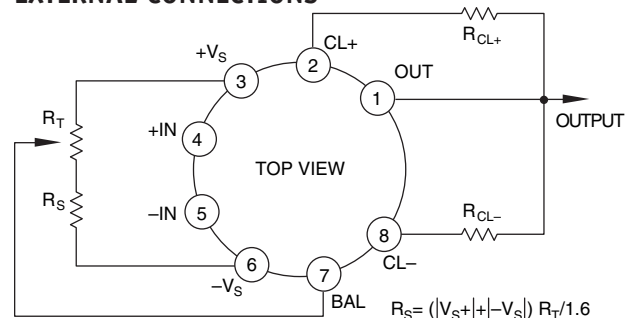 EXTERNAL CONNECTIONS
CL+
R_CL+
+V_S
2
OUT
3
1
R_T
+IN
4
OUTPUT
TOP VIEW
R_S
–IN
5
R_CL–
8
6
7
CL–
–V_S
BAL
R_S= (|V_S+|+|–V_S|) R_T/1.6